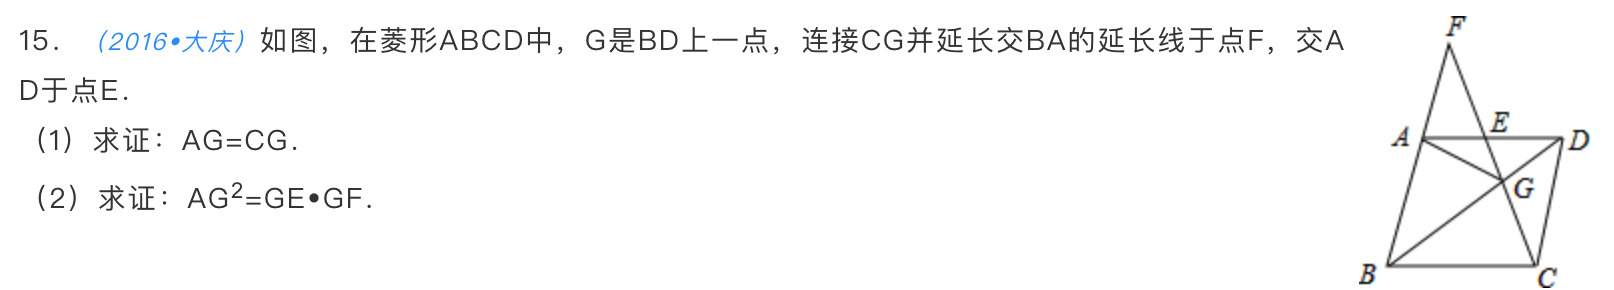 15. （2016•大庆）如图，在菱形ABCD中，G是BD上一点，连接CG并延长交BA的延长线于点F，交A
D于点E．
（1）求证：AG=CG．
（2）求证：AG²=GE•GF．
F
A
E
D
G
B
C